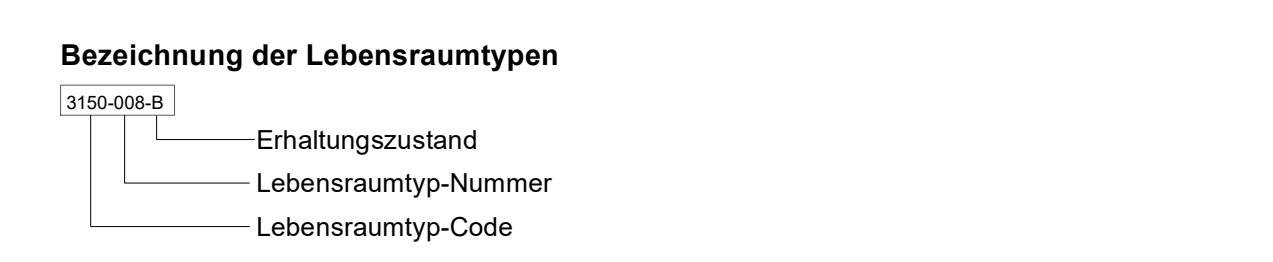 Bezeichnung der Lebensraumtypen
3150-008-B
Erhaltungszustand
Lebensraumtyp-Nummer
Lebensraumtyp-Code